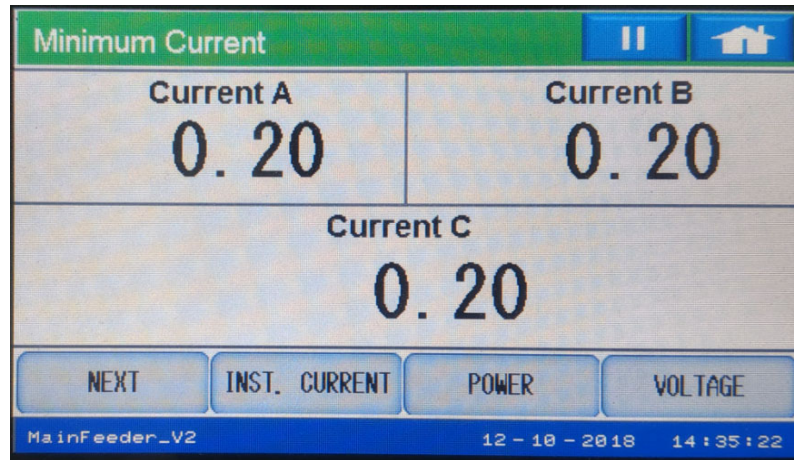 Minimum Current
Current A Current B
0.20 0.20
Current C
0.20
NEXT INST. CURRENT POWER VOLTAGE
MainFeeder_V2 12-10-2018 14:35:22